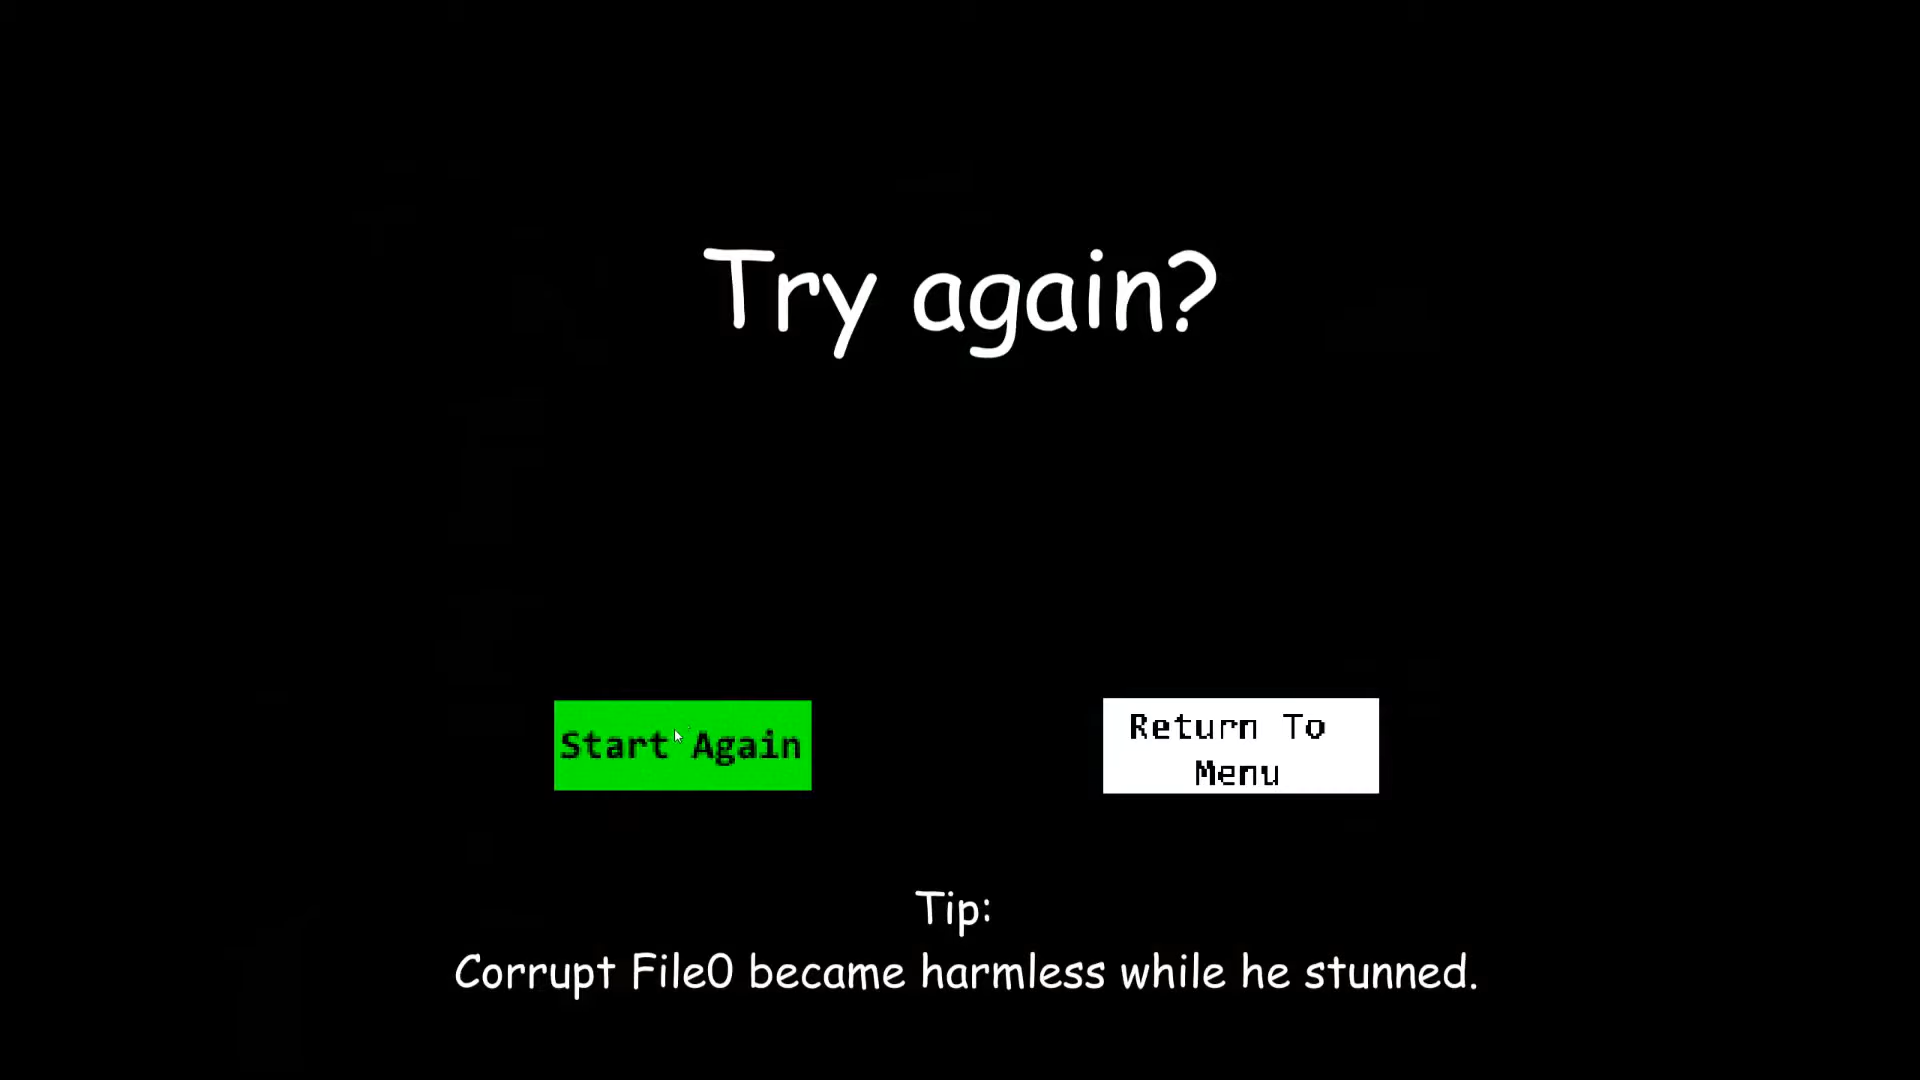 Try again?
Start Again
Return To
Menu
Tip:
Corrupt File0 became harmless while he stunned.